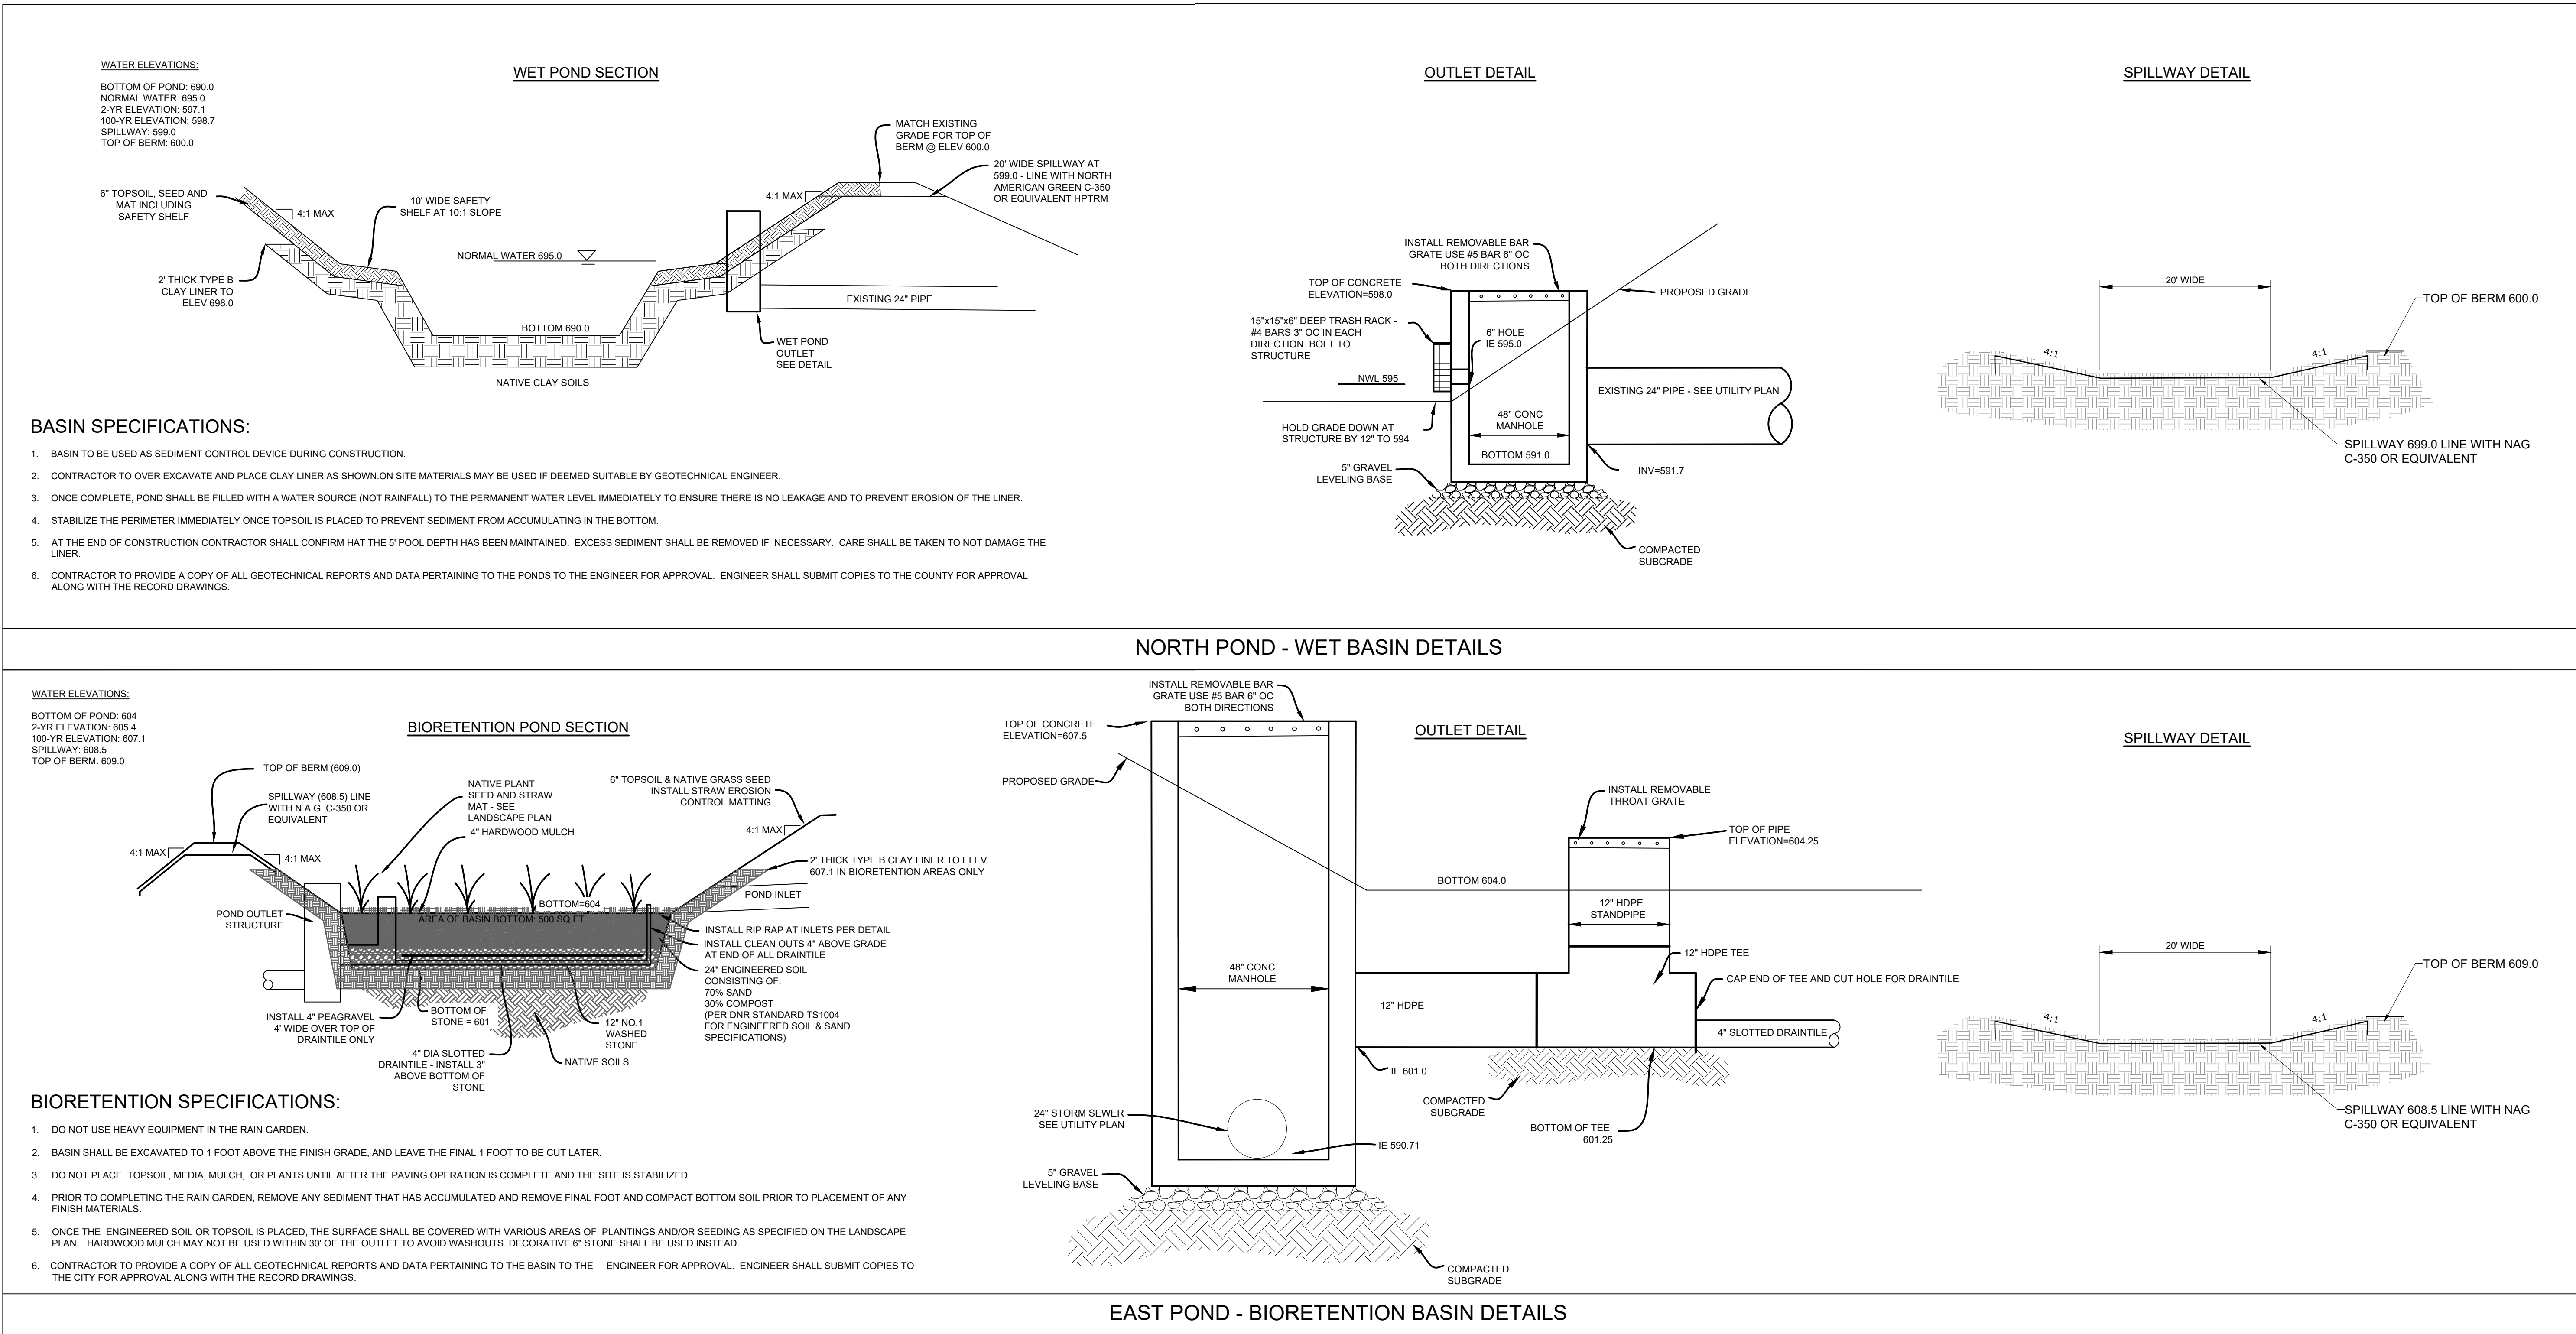 WATER ELEVATIONS:
BOTTOM OF POND: 690.0
NORMAL WATER: 695.0
2-YR ELEVATION: 597.1
100-YR ELEVATION: 598.7
SPILLWAY: 599.0
TOP OF BERM: 600.0
WET POND SECTION
6" TOPSOIL, SEED AND
MAT INCLUDING
SAFETY SHELF
4:1 MAX
10' WIDE SAFETY
SHELF AT 10:1 SLOPE
2' THICK TYPE B
CLAY LINER TO
ELEV 698.0
NORMAL WATER 695.0
BOTTOM 690.0
NATIVE CLAY SOILS
4:1 MAX
MATCH EXISTING
GRADE FOR TOP OF
BERM @ ELEV 600.0
20' WIDE SPILLWAY AT
599.0 - LINE WITH NORTH
AMERICAN GREEN C-350
OR EQUIVALENT HPTRM
EXISTING 24" PIPE
WET POND
OUTLET
SEE DETAIL
OUTLET DETAIL
INSTALL REMOVABLE BAR
GRATE USE #5 BAR 6" OC
BOTH DIRECTIONS
TOP OF CONCRETE
ELEVATION=598.0
PROPOSED GRADE
15"x15"x6" DEEP TRASH RACK -
#4 BARS 3" OC IN EACH
DIRECTION. BOLT TO
STRUCTURE
6" HOLE
IE 595.0
NWL 595
EXISTING 24" PIPE - SEE UTILITY PLAN
48" CONC
MANHOLE
HOLD GRADE DOWN AT
STRUCTURE BY 12" TO 594
BOTTOM 591.0
5" GRAVEL
LEVELING BASE
INV=591.7
COMPACTED
SUBGRADE
SPILLWAY DETAIL
20' WIDE
TOP OF BERM 600.0
4:1
4:1
SPILLWAY 699.0 LINE WITH NAG
C-350 OR EQUIVALENT
BASIN SPECIFICATIONS:
1. BASIN TO BE USED AS SEDIMENT CONTROL DEVICE DURING CONSTRUCTION.
2. CONTRACTOR TO OVER EXCAVATE AND PLACE CLAY LINER AS SHOWN.ON SITE MATERIALS MAY BE USED IF DEEMED SUITABLE BY GEOTECHNICAL ENGINEER.
3. ONCE COMPLETE, POND SHALL BE FILLED WITH A WATER SOURCE (NOT RAINFALL) TO THE PERMANENT WATER LEVEL IMMEDIATELY TO ENSURE THERE IS NO LEAKAGE AND TO PREVENT EROSION OF THE LINER.
4. STABILIZE THE PERIMETER IMMEDIATELY ONCE TOPSOIL IS PLACED TO PREVENT SEDIMENT FROM ACCUMULATING IN THE BOTTOM.
5. AT THE END OF CONSTRUCTION CONTRACTOR SHALL CONFIRM HAT THE 5' POOL DEPTH HAS BEEN MAINTAINED. EXCESS SEDIMENT SHALL BE REMOVED IF NECESSARY. CARE SHALL BE TAKEN TO NOT DAMAGE THE
LINER.
6. CONTRACTOR TO PROVIDE A COPY OF ALL GEOTECHNICAL REPORTS AND DATA PERTAINING TO THE PONDS TO THE ENGINEER FOR APPROVAL. ENGINEER SHALL SUBMIT COPIES TO THE COUNTY FOR APPROVAL
ALONG WITH THE RECORD DRAWINGS.
NORTH POND - WET BASIN DETAILS
WATER ELEVATIONS:
BOTTOM OF POND: 604
2-YR ELEVATION: 605.4
100-YR ELEVATION: 607.1
SPILLWAY: 608.5
TOP OF BERM: 609.0
BIORETENTION POND SECTION
TOP OF BERM (609.0)
SPILLWAY (608.5) LINE
WITH N.A.G. C-350 OR
EQUIVALENT
NATIVE PLANT
SEED AND STRAW
MAT - SEE
LANDSCAPE PLAN
4" HARDWOOD MULCH
6" TOPSOIL & NATIVE GRASS SEED
INSTALL STRAW EROSION
CONTROL MATTING
4:1 MAX
4:1 MAX
4:1 MAX
2' THICK TYPE B CLAY LINER TO ELEV
607.1 IN BIORETENTION AREAS ONLY
POND INLET
BOTTOM=604
AREA OF BASIN BOTTOM: 500 SQ FT
POND OUTLET
STRUCTURE
INSTALL RIP RAP AT INLETS PER DETAIL
INSTALL CLEAN OUTS 4" ABOVE GRADE
AT END OF ALL DRAINTILE
24" ENGINEERED SOIL
CONSISTING OF:
70% SAND
30% COMPOST
(PER DNR STANDARD TS1004
FOR ENGINEERED SOIL & SAND
SPECIFICATIONS)
INSTALL 4" PEAGRAVEL
4' WIDE OVER TOP OF
DRAINTILE ONLY
BOTTOM OF
STONE = 601
12" NO.1
WASHED
STONE
4" DIA SLOTTED
DRAINTILE - INSTALL 3"
ABOVE BOTTOM OF
STONE
NATIVE SOILS
OUTLET DETAIL
INSTALL REMOVABLE BAR
GRATE USE #5 BAR 6" OC
BOTH DIRECTIONS
TOP OF CONCRETE
ELEVATION=607.5
PROPOSED GRADE
INSTALL REMOVABLE
THROAT GRATE
TOP OF PIPE
ELEVATION=604.25
BOTTOM 604.0
12" HDPE
STANDPIPE
12" HDPE TEE
48" CONC
MANHOLE
CAP END OF TEE AND CUT HOLE FOR DRAINTILE
12" HDPE
4" SLOTTED DRAINTILE
IE 601.0
COMPACTED
SUBGRADE
BOTTOM OF TEE
601.25
24" STORM SEWER
SEE UTILITY PLAN
IE 590.71
5" GRAVEL
LEVELING BASE
COMPACTED
SUBGRADE
SPILLWAY DETAIL
20' WIDE
TOP OF BERM 609.0
4:1
4:1
SPILLWAY 608.5 LINE WITH NAG
C-350 OR EQUIVALENT
BIORETENTION SPECIFICATIONS:
1. DO NOT USE HEAVY EQUIPMENT IN THE RAIN GARDEN.
2. BASIN SHALL BE EXCAVATED TO 1 FOOT ABOVE THE FINISH GRADE, AND LEAVE THE FINAL 1 FOOT TO BE CUT LATER.
3. DO NOT PLACE TOPSOIL, MEDIA, MULCH, OR PLANTS UNTIL AFTER THE PAVING OPERATION IS COMPLETE AND THE SITE IS STABILIZED.
4. PRIOR TO COMPLETING THE RAIN GARDEN, REMOVE ANY SEDIMENT THAT HAS ACCUMULATED AND REMOVE FINAL FOOT AND COMPACT BOTTOM SOIL PRIOR TO PLACEMENT OF ANY
FINISH MATERIALS.
5. ONCE THE ENGINEERED SOIL OR TOPSOIL IS PLACED, THE SURFACE SHALL BE COVERED WITH VARIOUS AREAS OF PLANTINGS AND/OR SEEDING AS SPECIFIED ON THE LANDSCAPE
PLAN. HARDWOOD MULCH MAY NOT BE USED WITHIN 30' OF THE OUTLET TO AVOID WASHOUTS. DECORATIVE 6" STONE SHALL BE USED INSTEAD.
6. CONTRACTOR TO PROVIDE A COPY OF ALL GEOTECHNICAL REPORTS AND DATA PERTAINING TO THE BASIN TO THE ENGINEER FOR APPROVAL. ENGINEER SHALL SUBMIT COPIES TO
THE CITY FOR APPROVAL ALONG WITH THE RECORD DRAWINGS.
EAST POND - BIORETENTION BASIN DETAILS